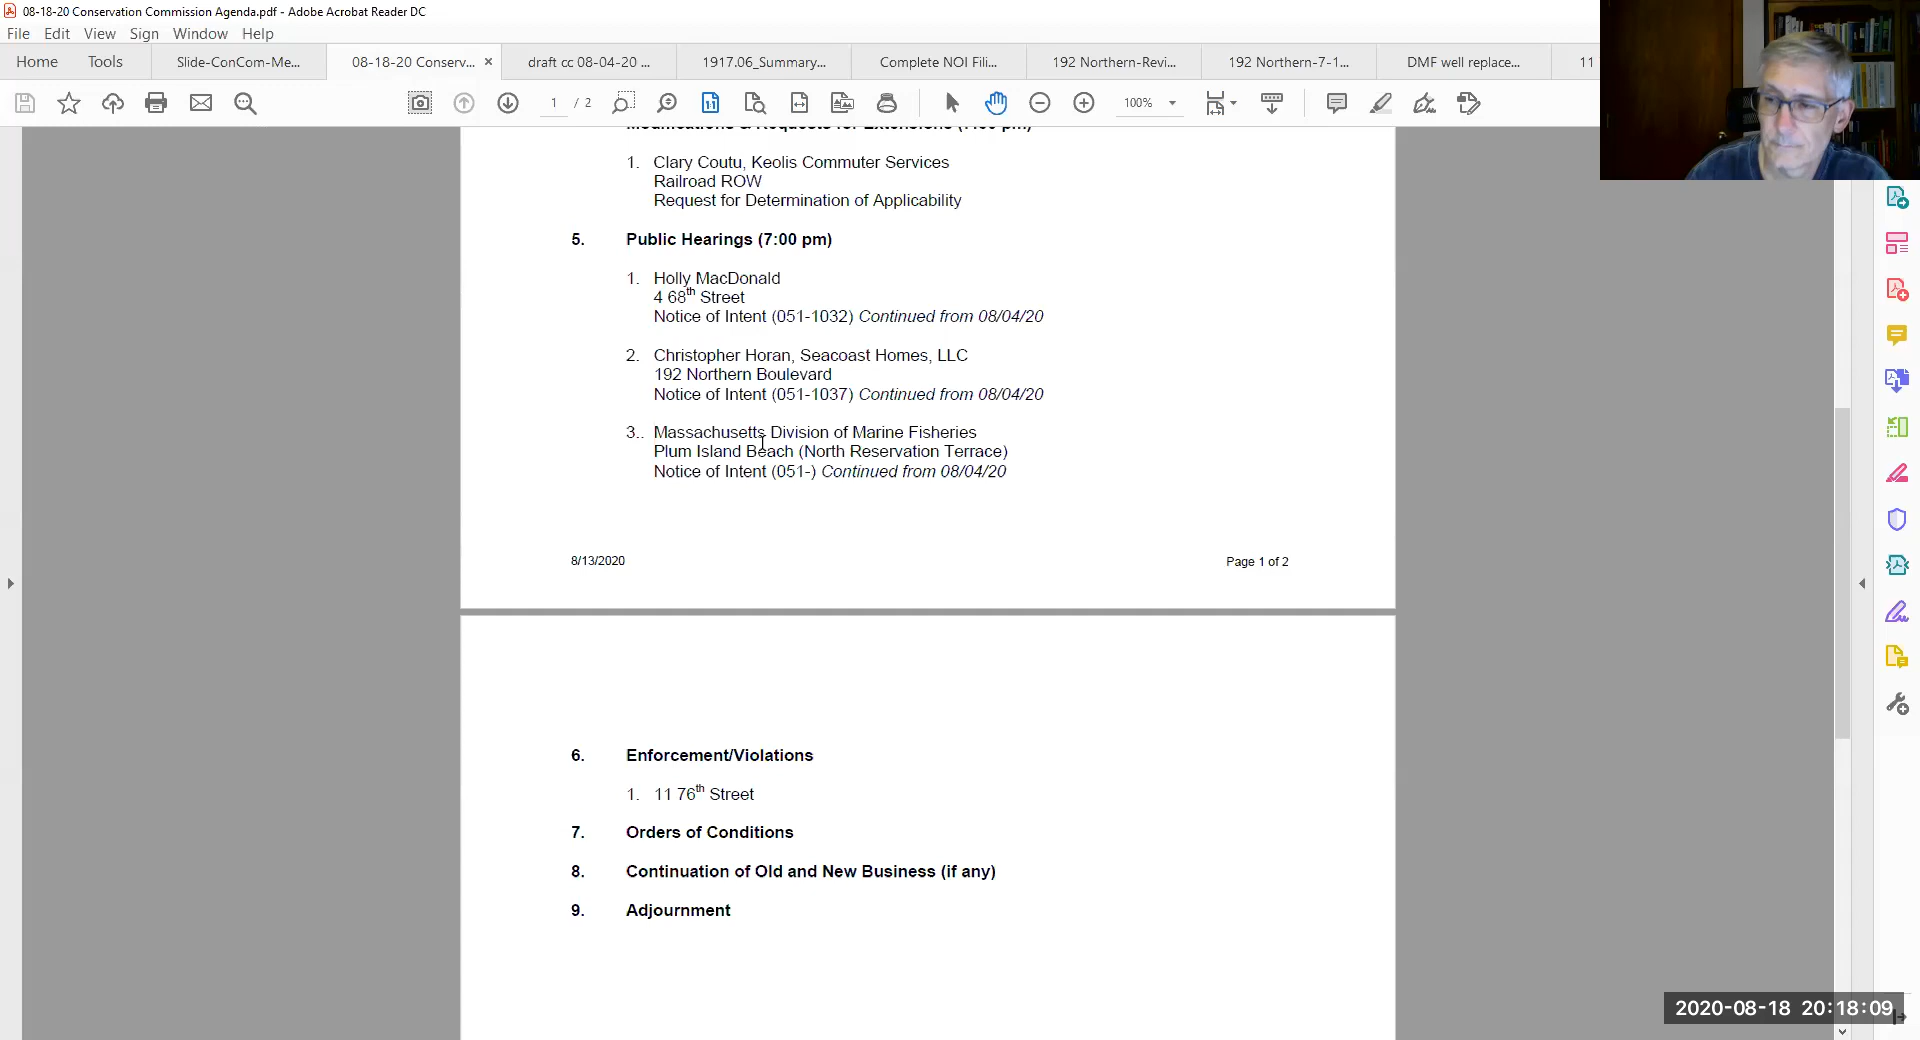 08-18-20 Conservation Commission Agenda.pdf - Adobe Acrobat Reader DC
File Edit View Sign Window Help
Home Tools Slide-ConCom-Me... 08-18-20 Conserv... × draft cc 08-04-20 ... 1917.06_Summary... Complete NOI Fili... 192 Northern-Revi... 192 Northern-7-1... DMF well replace... 11
1 / 2 100%
Modifications & Requests for Extensions (7:00 pm)
1. Clary Coutu, Keolis Commuter Services
Railroad ROW
Request for Determination of Applicability
5. Public Hearings (7:00 pm)
1. Holly MacDonald
4 68th Street
Notice of Intent (051-1032) Continued from 08/04/20
2. Christopher Horan, Seacoast Homes, LLC
192 Northern Boulevard
Notice of Intent (051-1037) Continued from 08/04/20
3.. Massachusetts Division of Marine Fisheries
Plum Island Beach (North Reservation Terrace)
Notice of Intent (051-) Continued from 08/04/20
8/13/2020 Page 1 of 2
6. Enforcement/Violations
1. 11 76th Street
7. Orders of Conditions
8. Continuation of Old and New Business (if any)
9. Adjournment
2020-08-18 20:18:09